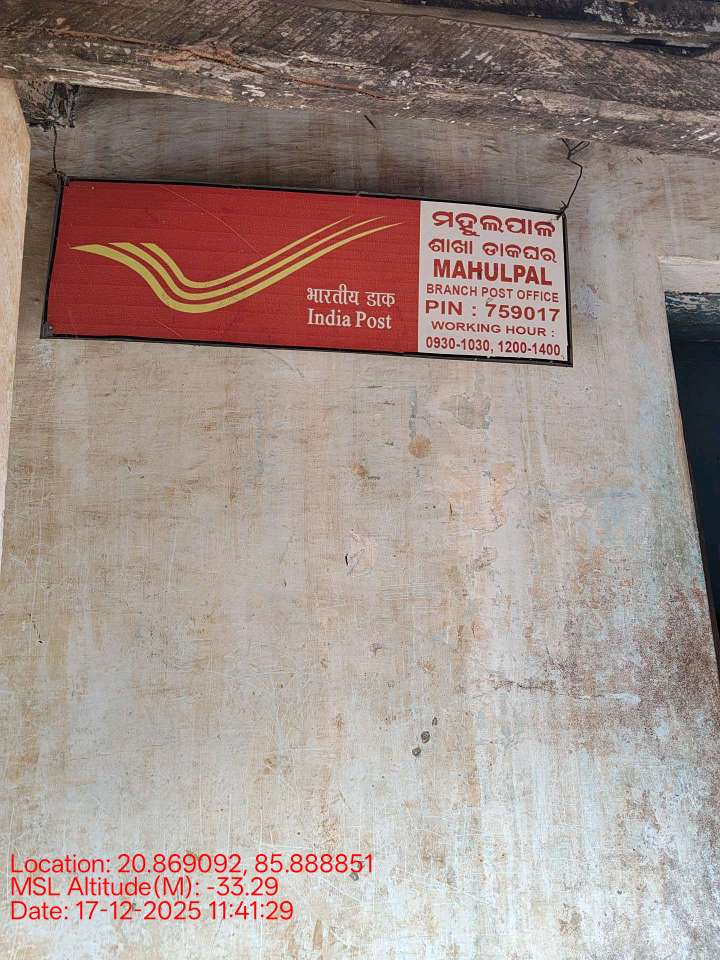 भारतीय डाक
India Post
ମହୁଲପାଳ
ଶାଖା ଡାକଘର
MAHULPAL
BRANCH POST OFFICE
PIN : 759017
WORKING HOUR :
0930-1030, 1200-1400
Location: 20.869092, 85.888851
MSL Altitude(M): -33.29
Date: 17-12-2025 11:41:29